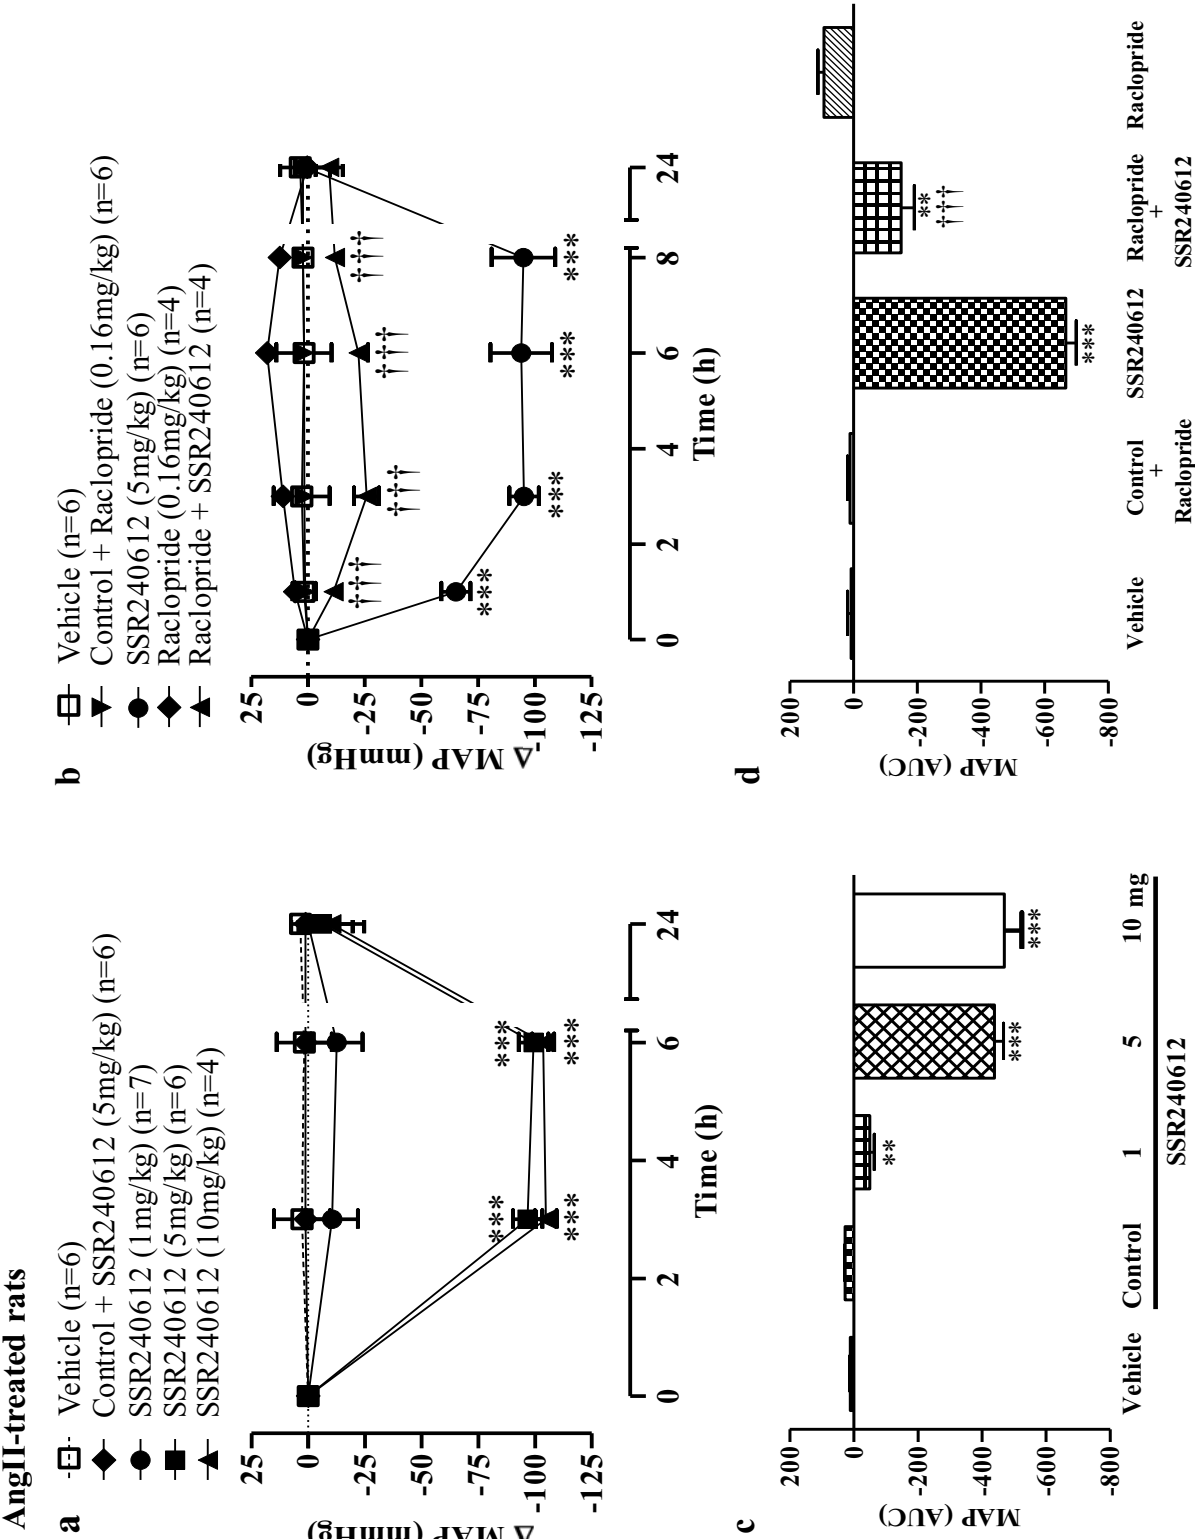 AngII-treated rats
a
Vehicle (n=6)
Control + SSR240612 (5mg/kg) (n=6)
SSR240612 (1mg/kg) (n=7)
SSR240612 (5mg/kg) (n=6)
SSR240612 (10mg/kg) (n=4)
Δ MAP (mmHg)
25
0
-25
-50
-75
-100
-125
***
***
***
***
0
2
4
6
24
Time (h)
b
Vehicle (n=6)
Control + Raclopride (0.16mg/kg) (n=6)
SSR240612 (5mg/kg) (n=6)
Raclopride (0.16mg/kg) (n=4)
Raclopride + SSR240612 (n=4)
Δ MAP (mmHg)
25
0
-25
-50
-75
-100
-125
†††
†††
†††
†††
***
***
***
***
0
2
4
6
8
24
Time (h)
c
MAP (AUC)
200
0
-200
-400
-600
-800
**
***
***
Vehicle Control 1 5 10 mg
SSR240612
d
MAP (AUC)
200
0
-200
-400
-600
-800
***
**
†††
Vehicle
Control
+
Raclopride
SSR240612
Raclopride
+
SSR240612
Raclopride